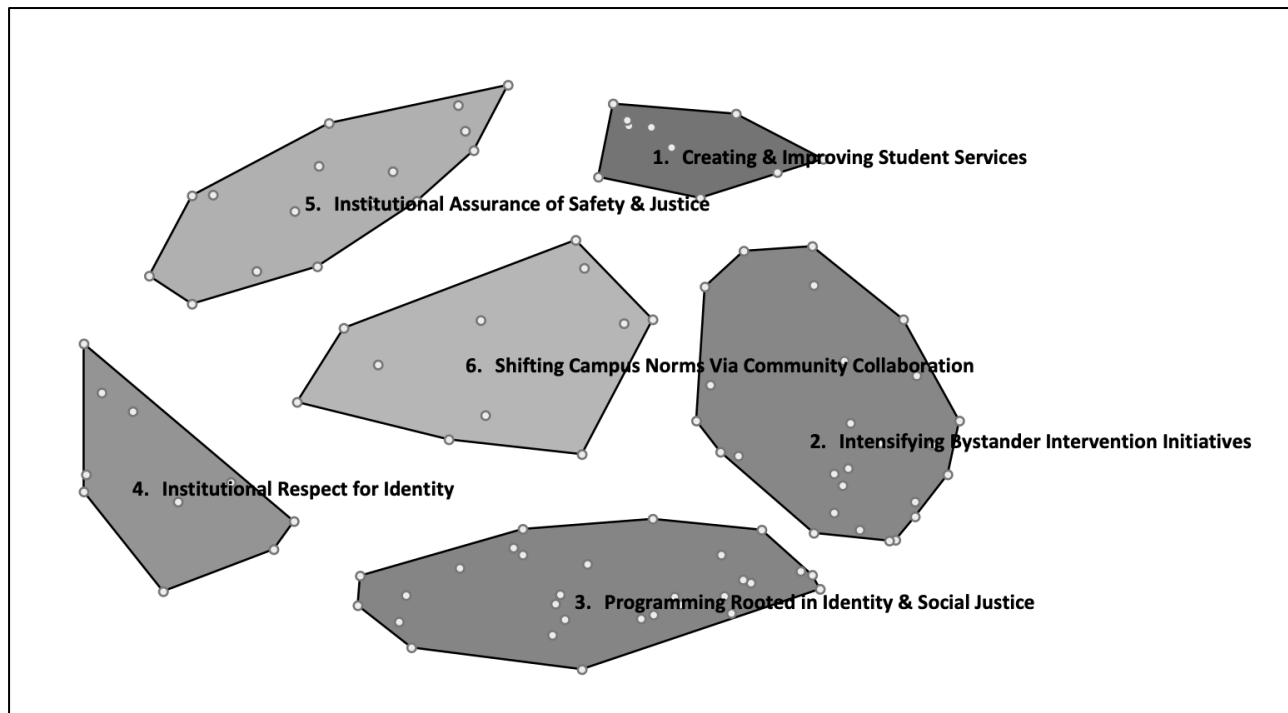 1. Creating & Improving Student Services
5. Institutional Assurance of Safety & Justice
6. Shifting Campus Norms Via Community Collaboration
2. Intensifying Bystander Intervention Initiatives
4. Institutional Respect for Identity
3. Programming Rooted in Identity & Social Justice